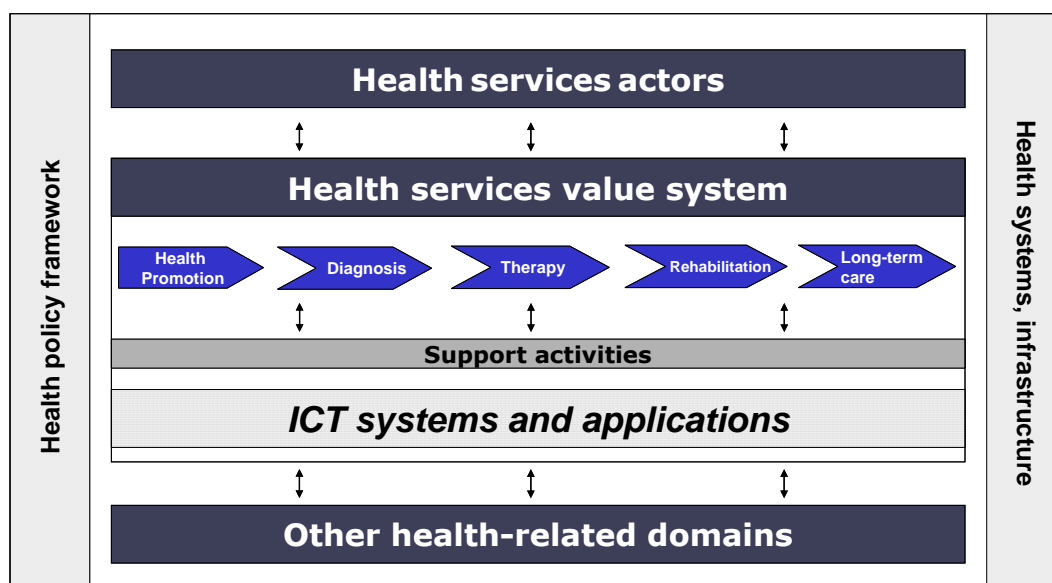 Health policy framework
Health services actors
Health services value system
Health
Promotion
Diagnosis
Therapy
Rehabilitation
Long-term
care
Support activities
ICT systems and applications
Other health-related domains
Health systems, infrastructure